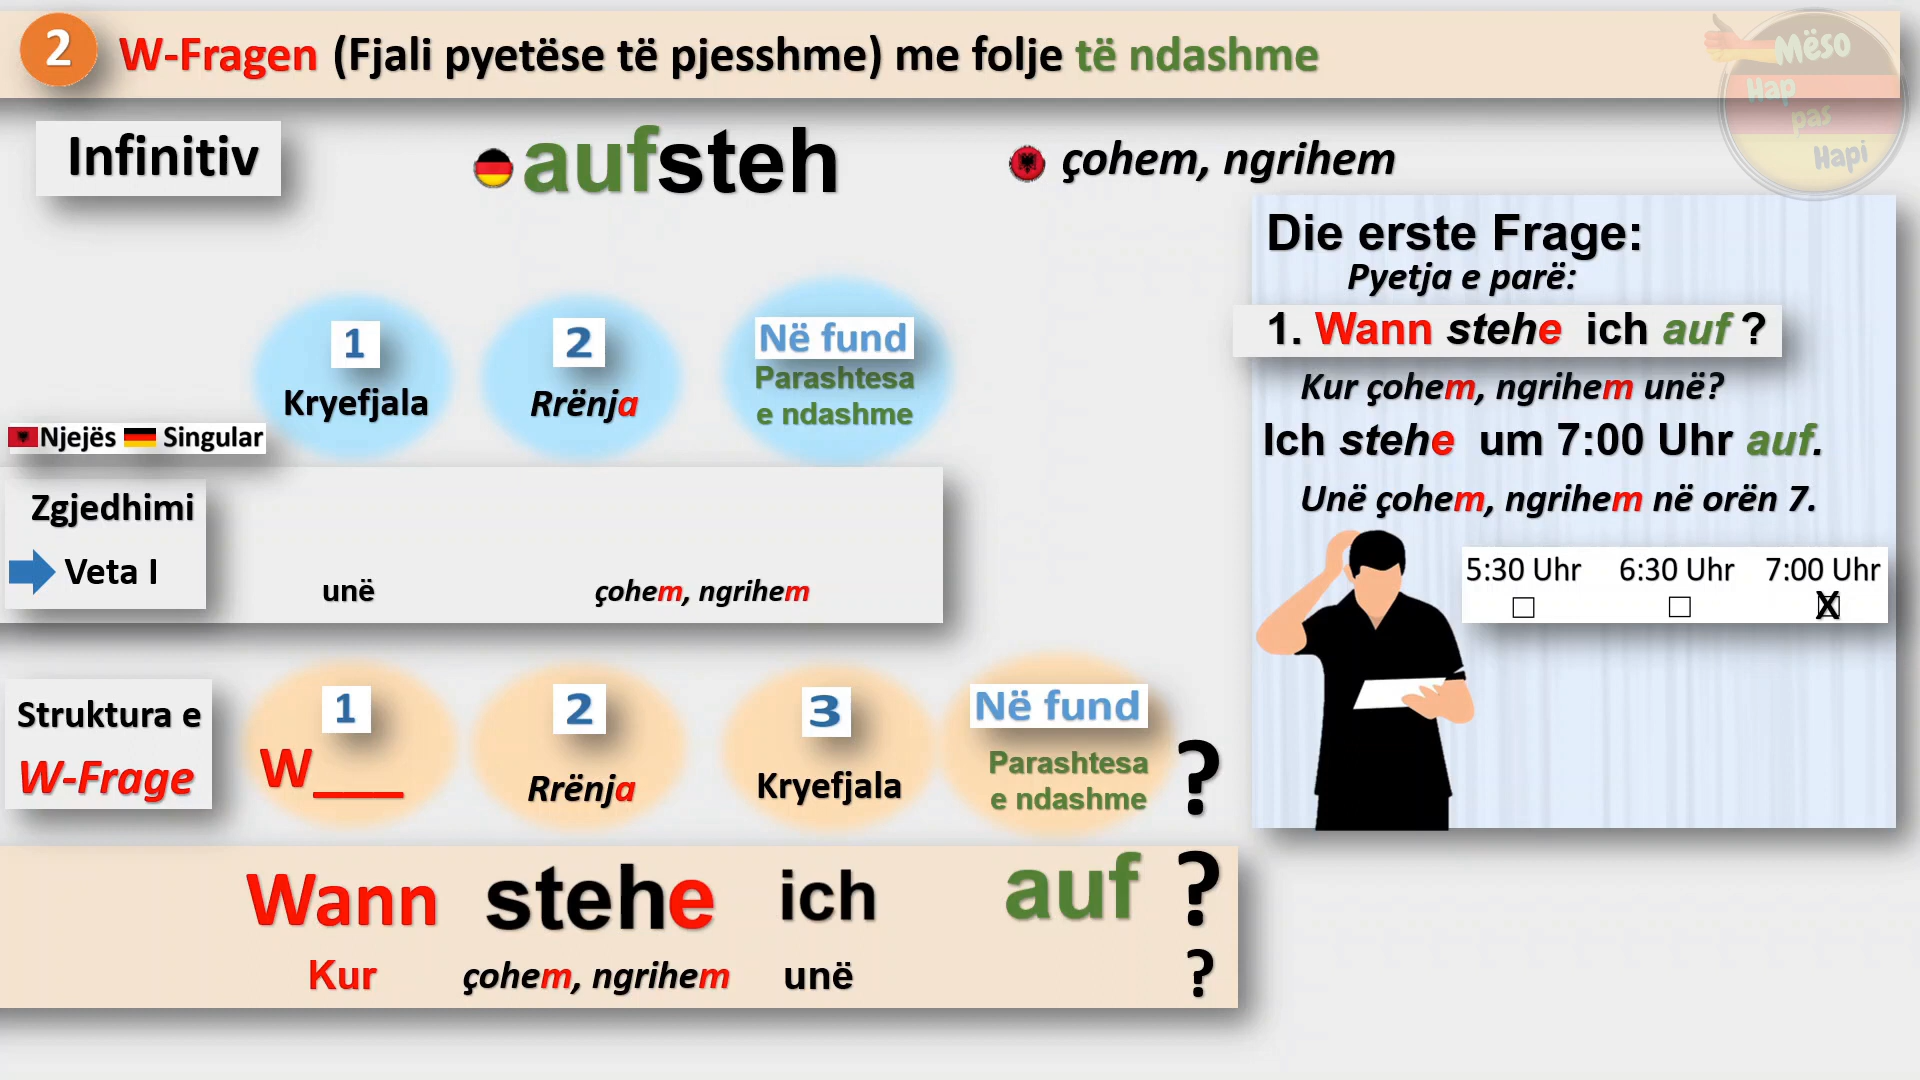 2 W-Fragen (Fjali pyetëse të pjesshme) me folje të ndashme
Mëso
Hap
pas
Hapi
Infinitiv
aufsteh
çohem, ngrihem
1
Kryefjala
2
Rrënja
Në fund
Parashtesa
e ndashme
Njejës Singular
Zgjedhimi
Veta I
unë
çohem, ngrihem
Struktura e
W-Frage
1
W___
2
Rrënja
3
Kryefjala
Në fund
Parashtesa
e ndashme
?
Wann stehe ich auf ?
Kur çohem, ngrihem unë ?
Die erste Frage:
Pyetja e parë:
1. Wann stehe ich auf ?
Kur çohem, ngrihem unë?
Ich stehe um 7:00 Uhr auf.
Unë çohem, ngrihem në orën 7.
5:30 Uhr 6:30 Uhr 7:00 Uhr
☐ ☐ X